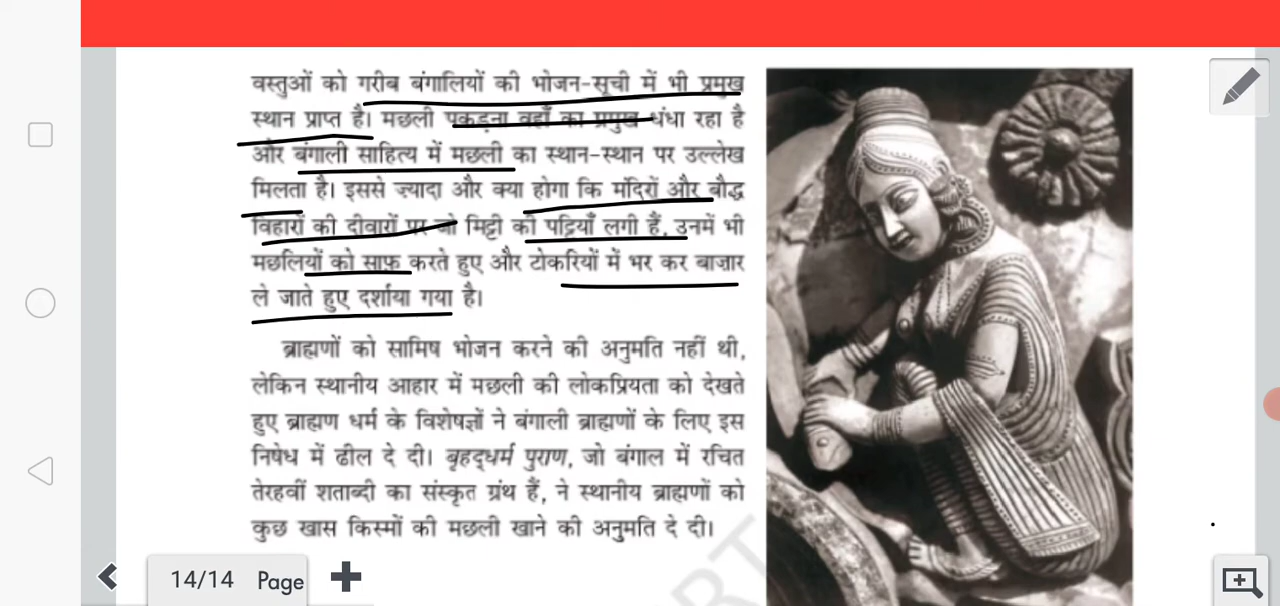 वस्तुओं को गरीब बंगालियों की भोजन-सूची में भी प्रमुख
स्थान प्राप्त है। मछली पकड़ना वहाँ का प्रमुख धंधा रहा है
और बंगाली साहित्य में मछली का स्थान-स्थान पर उल्लेख
मिलता है। इससे ज़्यादा और क्या होगा कि मंदिरों और बौद्ध
विहारों की दीवारों पर जो मिट्टी की पट्टियाँ लगी हैं, उनमें भी
मछलियों को साफ़ करते हुए और टोकरियों में भर कर बाजार
ले जाते हुए दर्शाया गया है।
ब्राह्मणों को सामिष भोजन करने की अनुमति नहीं थी,
लेकिन स्थानीय आहार में मछली की लोकप्रियता को देखते
हुए ब्राह्मण धर्म के विशेषज्ञों ने बंगाली ब्राह्मणों के लिए इस
निषेध में ढील दे दी। बृहद्धर्म पुराण, जो बंगाल में रचित
तेरहवीं शताब्दी का संस्कृत ग्रंथ हैं, ने स्थानीय ब्राह्मणों को
कुछ खास किस्मों की मछली खाने की अनुमति दे दी।
14/14 Page